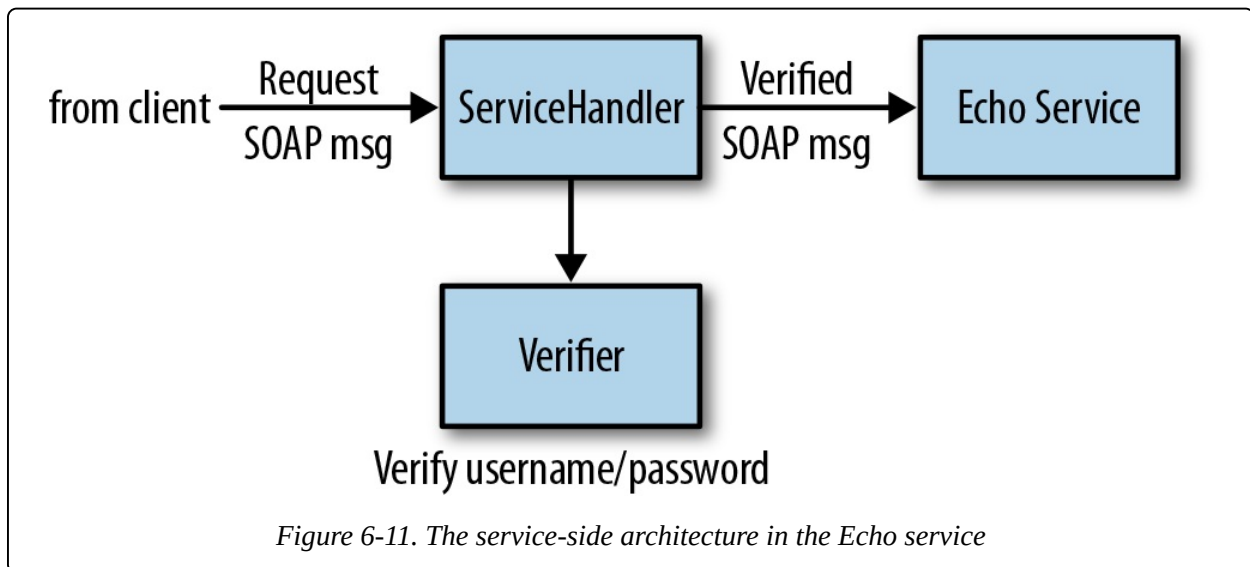 from client
Request
SOAP msg
ServiceHandler
Verified
SOAP msg
Echo Service
Verifier
Verify username/password
Figure 6-11. The service-side architecture in the Echo service